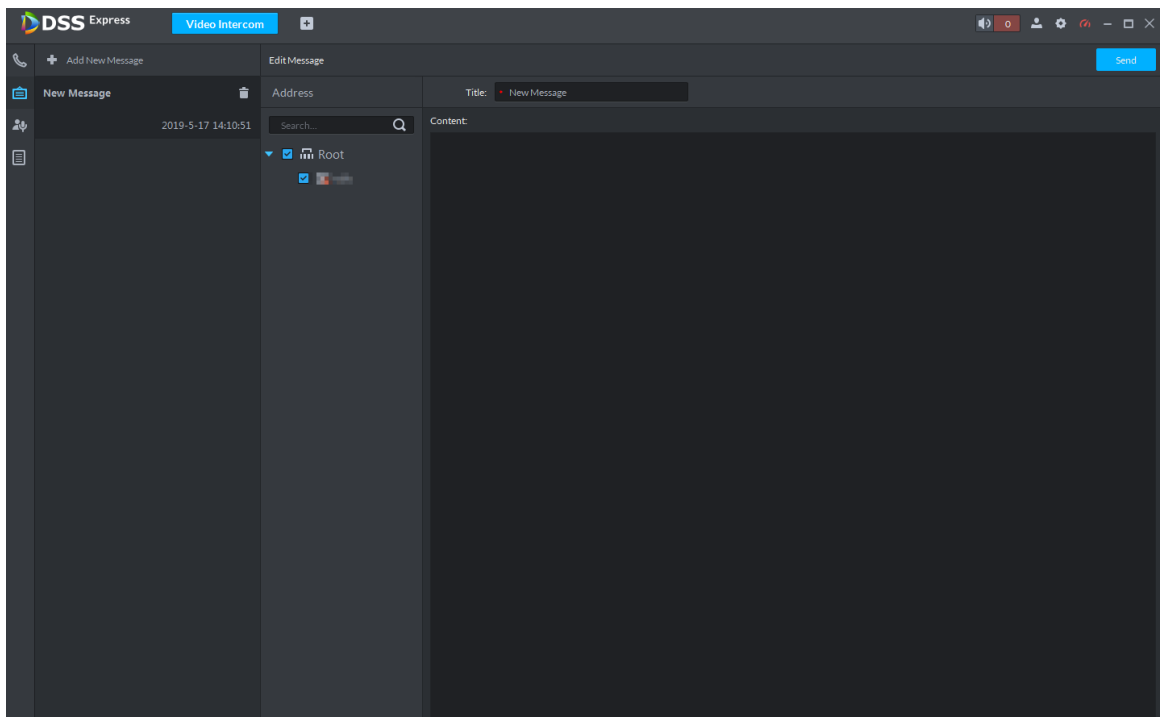 DSS Express
Video Intercom
0
Add New Message
Edit Message
Send
New Message
Address
Title: * New Message
2019-5-17 14:10:51
Search...
Content:
Root